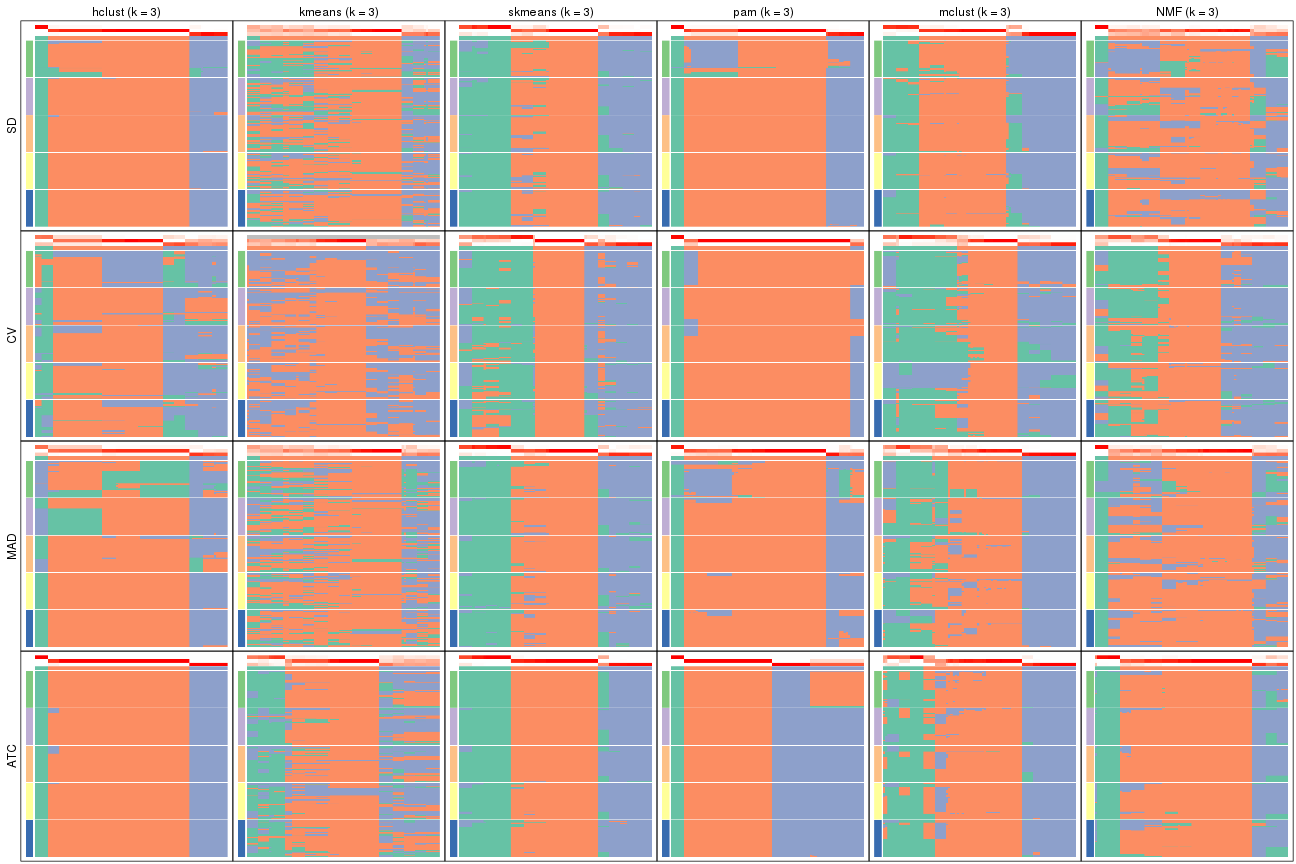 hclust (k = 3)
kmeans (k = 3)
skmeans (k = 3)
pam (k = 3)
mclust (k = 3)
NMF (k = 3)
SD
CV
MAD
ATC